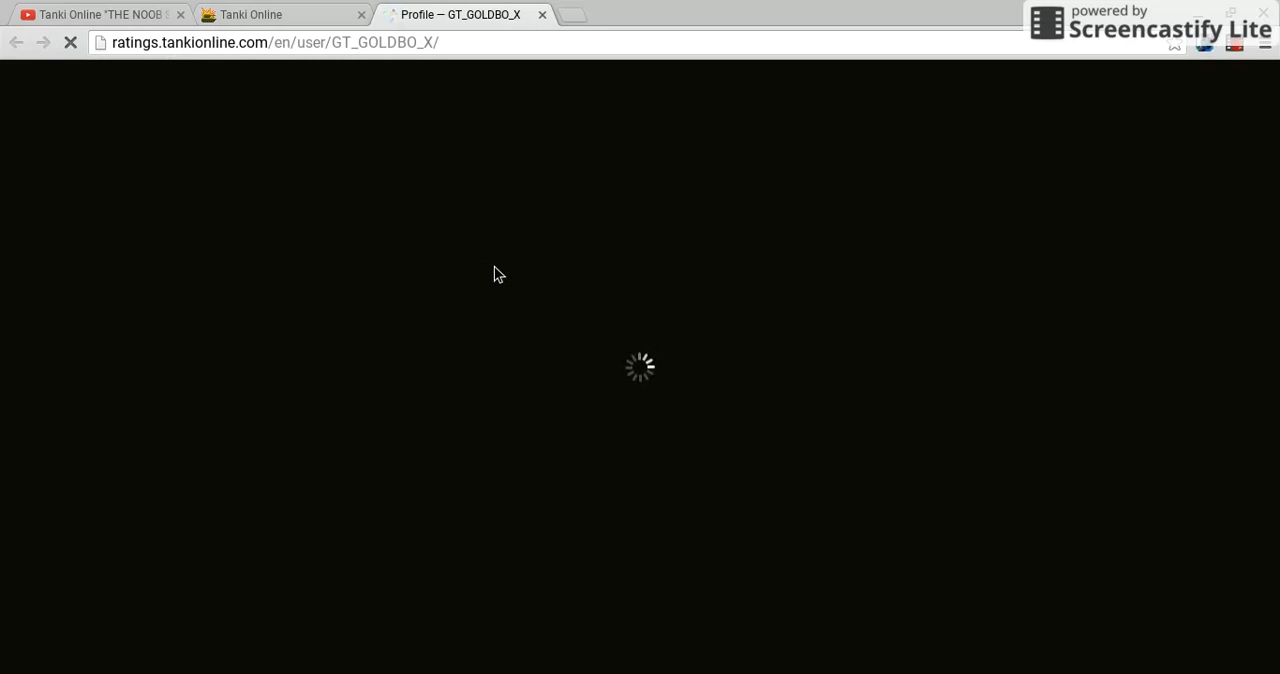 Tanki Online "THE NOOB
Tanki Online
Profile — GT_GOLDBO_X
powered by
Screencastify Lite
ratings.tankionline.com/en/user/GT_GOLDBO_X/